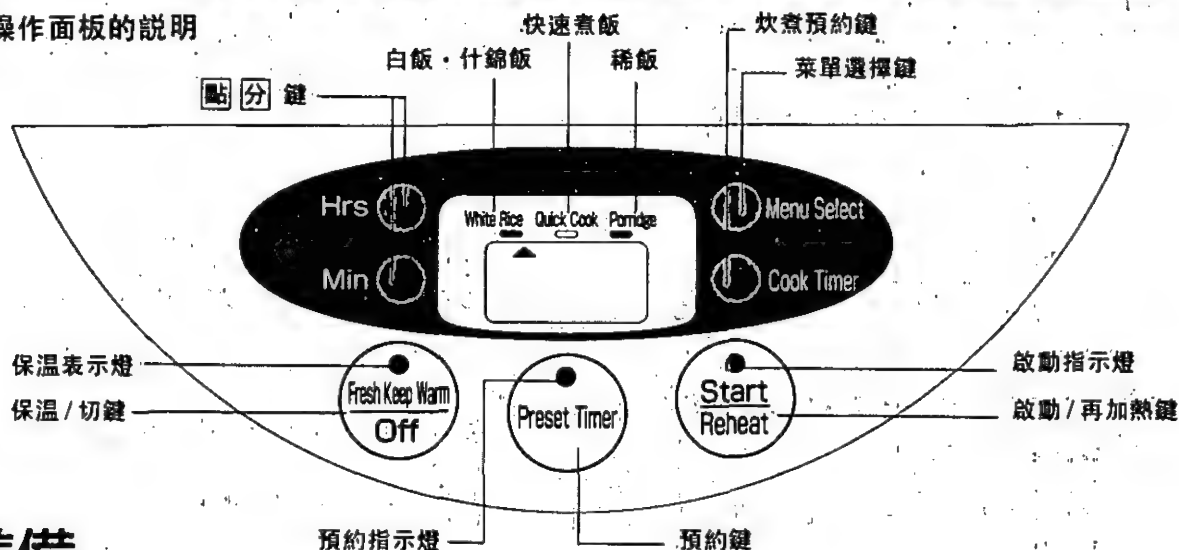 操作面板的説明
快速煮飯
炊煮預約鍵
白飯・什錦飯
稀飯
菜單選擇鍵
點 分 鍵
Hrs
White Rice Quick Cook Porridge
Menu Select
Min
Cook Timer
保温表示燈
啟動指示燈
Fresh Keep Warm
Off
Preset Timer
Start
Reheat
保温/切鍵
啟動/再加熱鍵
預約指示燈
預約鍵